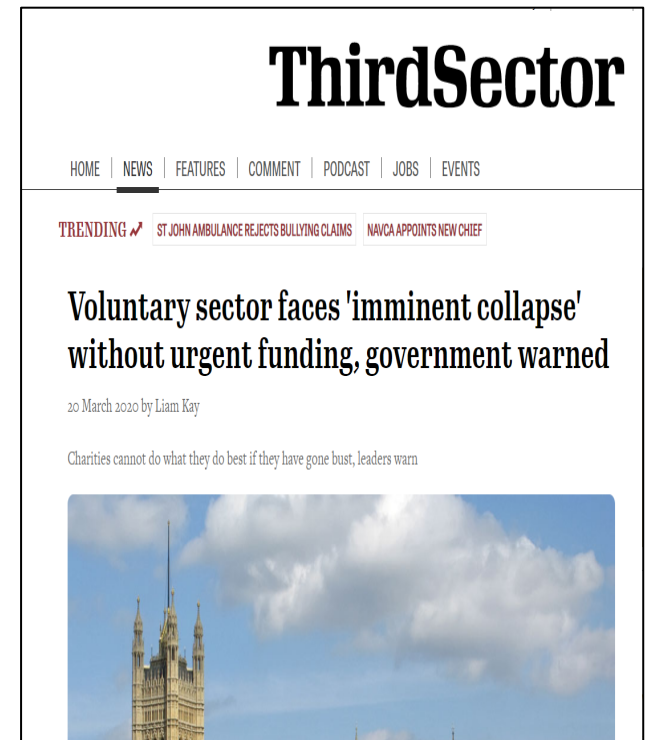 ThirdSector
HOME NEWS FEATURES COMMENT PODCAST JOBS EVENTS
TRENDING ST JOHN AMBULANCE REJECTS BULLYING CLAIMS NAVCA APPOINTS NEW CHIEF
Voluntary sector faces 'imminent collapse'
without urgent funding, government warned
20 March 2020 by Liam Kay
Charities cannot do what they do best if they have gone bust, leaders warn